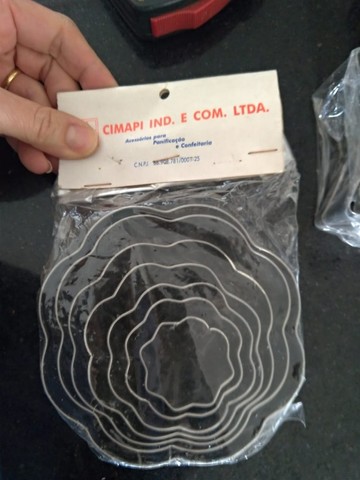 CIMAPI IND. E COM. LTDA.
Acessórios para
Panificação
e Confeitaria
C.N.P.J.